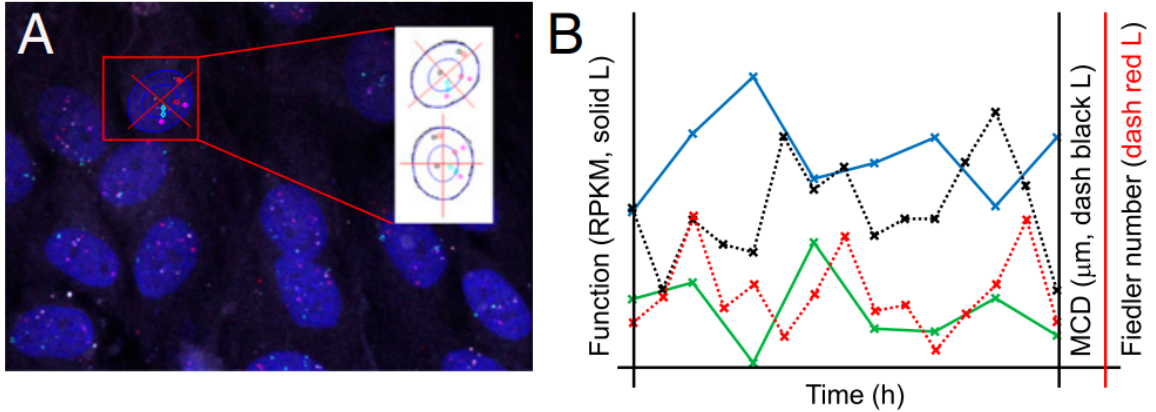 A
B
Function (RPKM, solid L)
MCD (μm, dash black L)
Fiedler number (dash red L)
Time (h)